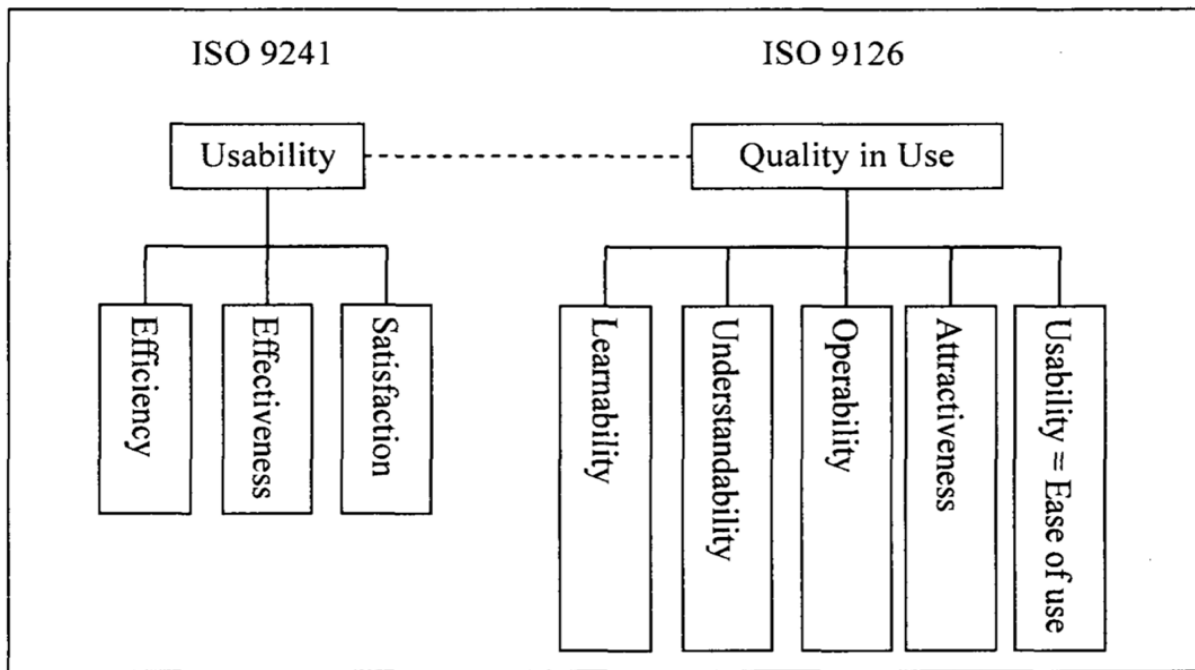 ISO 9241
ISO 9126
Usability
Quality in Use
Efficiency
Effectiveness
Satisfaction
Learnability
Understandability
Operability
Attractiveness
Usability = Ease of use